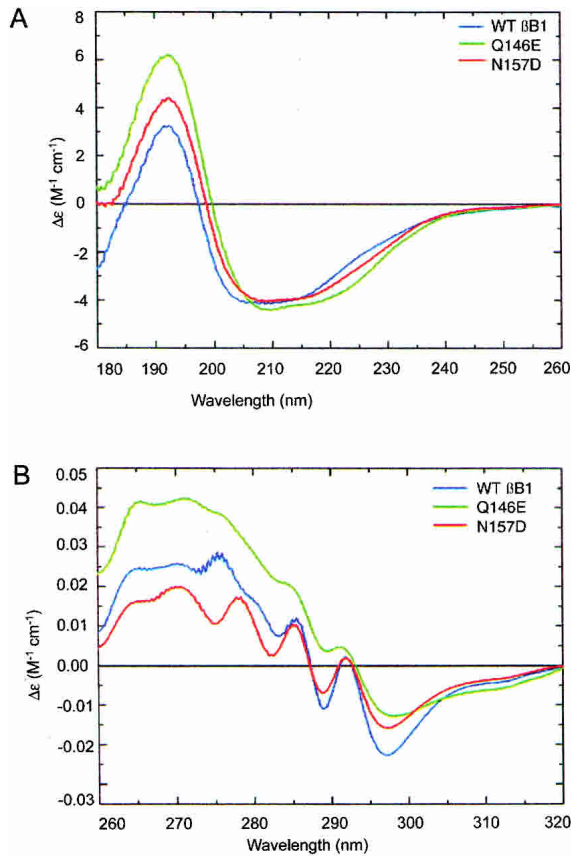 A
WT ßB1
Q146E
N157D
8
6
4
2
0
-2
-4
-6
Δε (M⁻¹ cm⁻¹)
180 190 200 210 220 230 240 250 260
Wavelength (nm)
B
WT ßB1
Q146E
N157D
0.05
0.04
0.03
0.02
0.01
0.00
-0.01
-0.02
-0.03
Δε (M⁻¹ cm⁻¹)
260 270 280 290 300 310 320
Wavelength (nm)